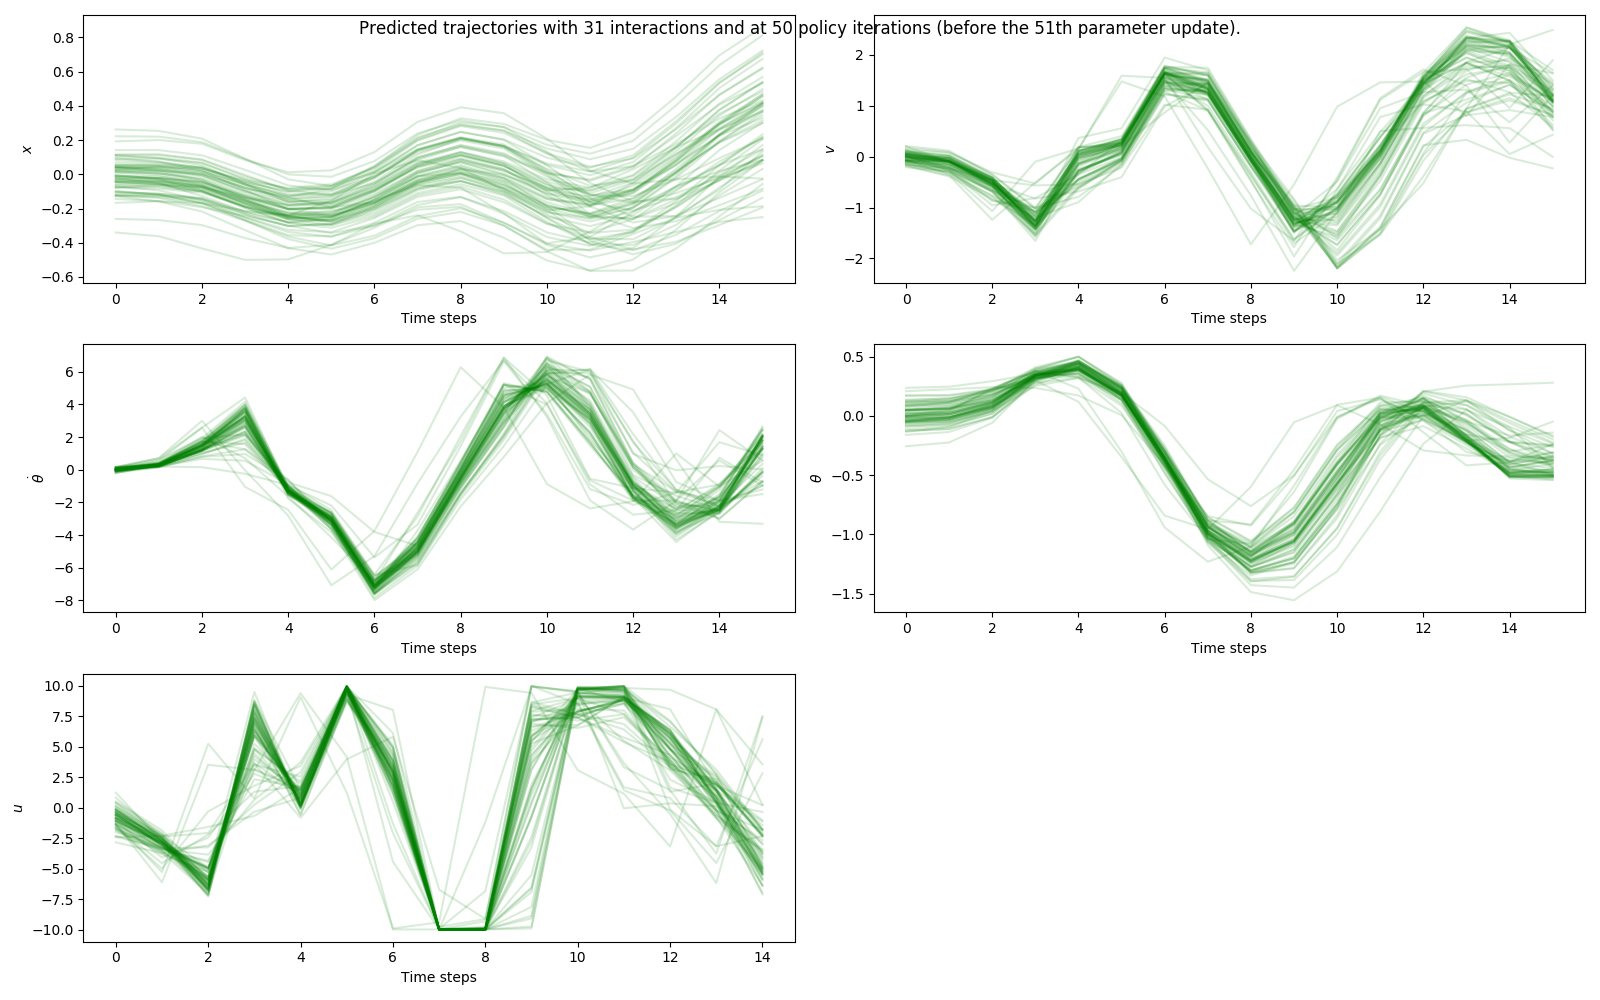 Predicted trajectories with 31 interactions and at 50 policy iterations (before the 51th parameter update).
0.8
0.6
0.4
0.2
0.0
−0.2
−0.4
−0.6
x
0 2 4 6 8 10 12 14
Time steps
2
1
0
−1
−2
v
0 2 4 6 8 10 12 14
Time steps
6
4
2
0
−2
−4
−6
−8
θ̇
0 2 4 6 8 10 12 14
Time steps
0.5
0.0
−0.5
−1.0
−1.5
θ
0 2 4 6 8 10 12 14
Time steps
10.0
7.5
5.0
2.5
0.0
−2.5
−5.0
−7.5
−10.0
u
0 2 4 6 8 10 12 14
Time steps